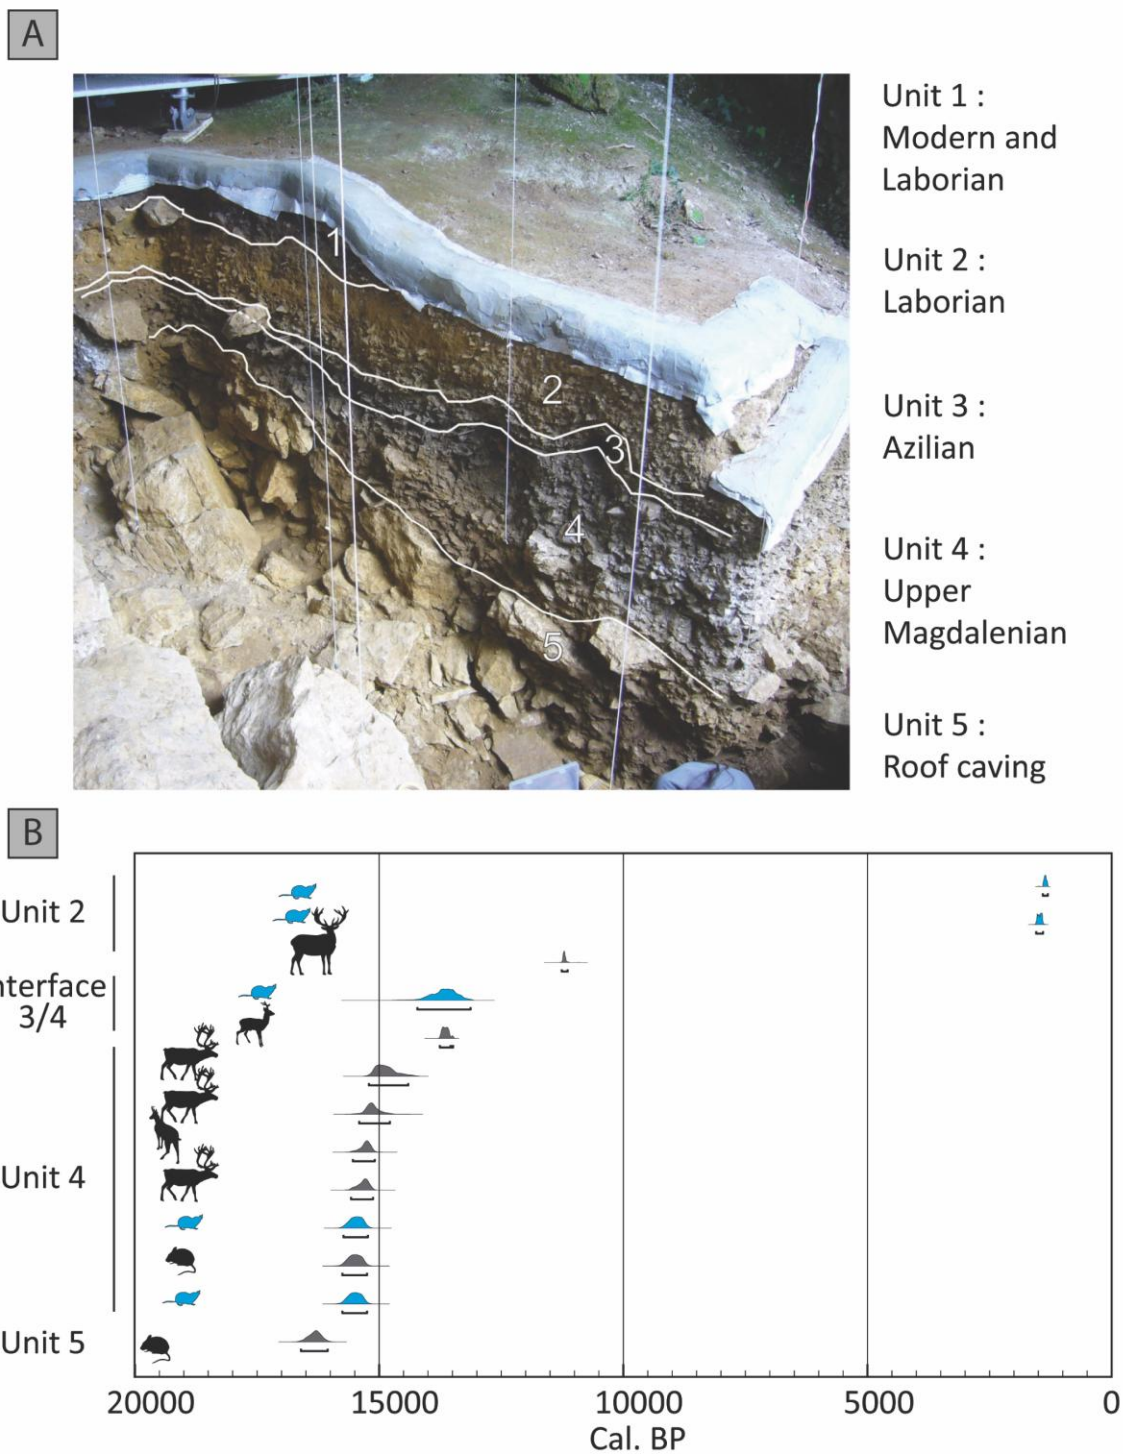 A
1
2
3
4
5
Unit 1 :
Modern and
Laborian
Unit 2 :
Laborian
Unit 3 :
Azilian
Unit 4 :
Upper
Magdalenian
Unit 5 :
Roof caving
B
Unit 2
nterface
3/4
Unit 4
Unit 5
20000 15000 10000 5000 0
Cal. BP